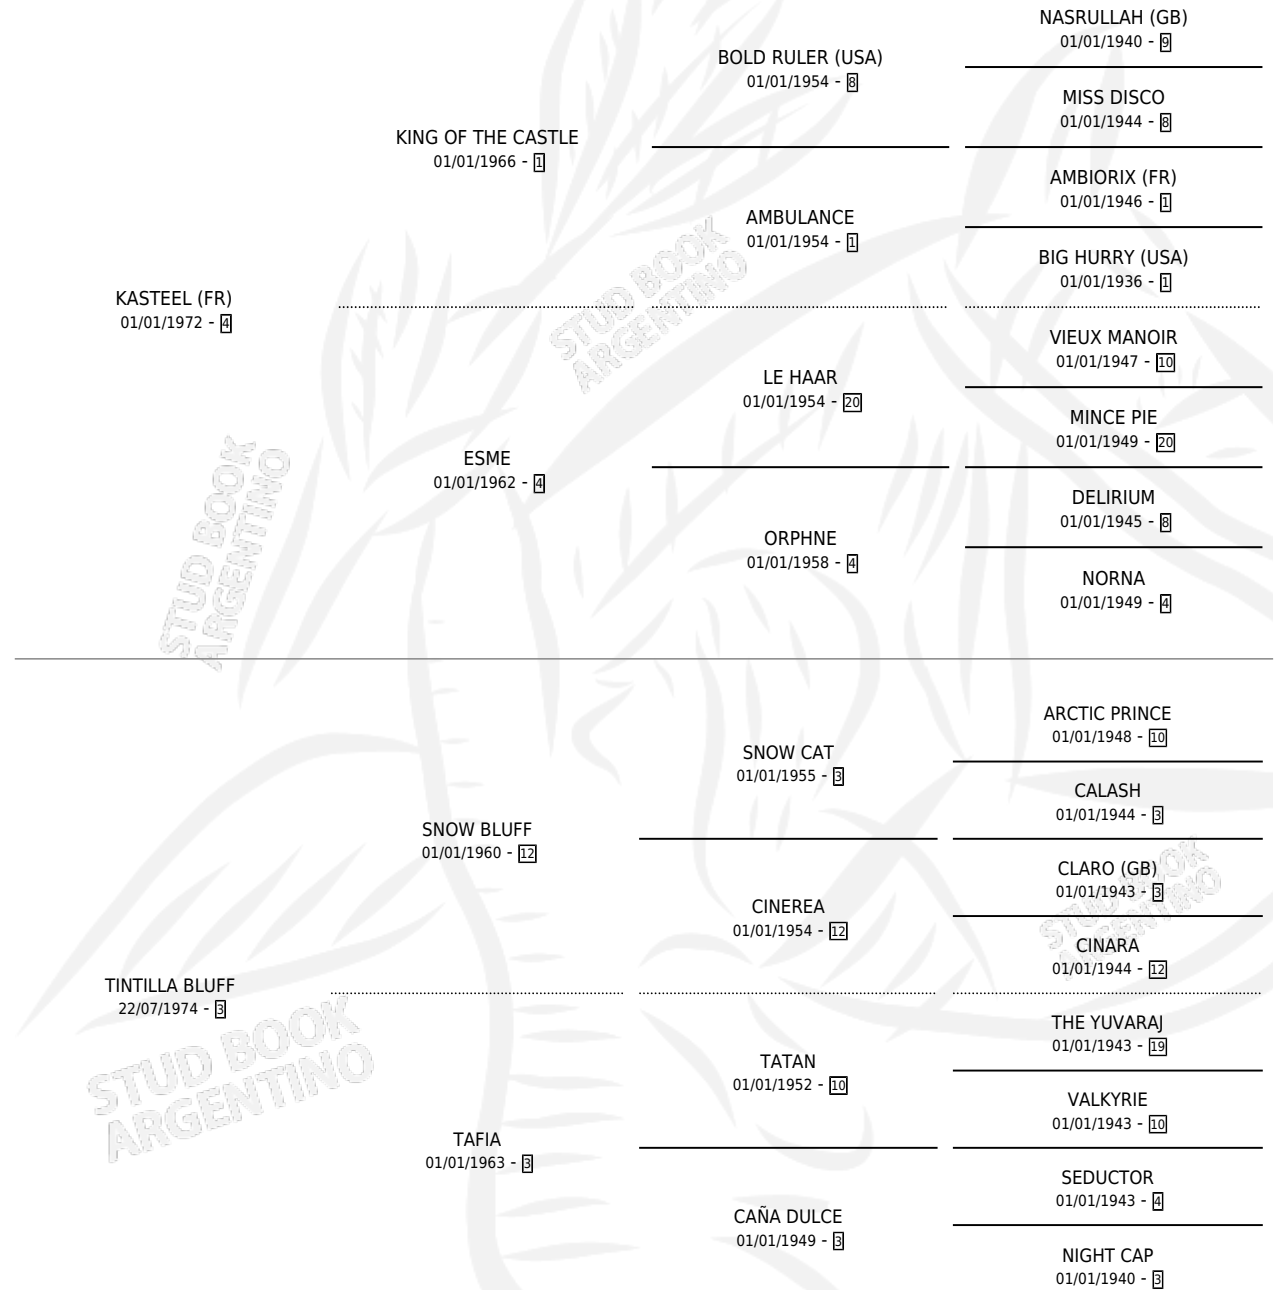 NASRULLAH (GB)
01/01/1940 - 9
BOLD RULER (USA)
01/01/1954 - 8
MISS DISCO
01/01/1944 - 8
KING OF THE CASTLE
01/01/1966 - 1
AMBIORIX (FR)
01/01/1946 - 1
AMBULANCE
01/01/1954 - 1
BIG HURRY (USA)
01/01/1936 - 1
KASTEEL (FR)
01/01/1972 - 4
VIEUX MANOIR
01/01/1947 - 10
LE HAAR
01/01/1954 - 20
MINCE PIE
01/01/1949 - 20
ESME
01/01/1962 - 4
DELIRIUM
01/01/1945 - 8
ORPHNE
01/01/1958 - 4
NORNA
01/01/1949 - 4
STUD BOOK
ARGENTINO
STUD BOOK
ARGENTINO
ARCTIC PRINCE
01/01/1948 - 10
SNOW CAT
01/01/1955 - 3
CALASH
01/01/1944 - 3
SNOW BLUFF
01/01/1960 - 12
CLARO (GB)
01/01/1943 - 3
CINEREA
01/01/1954 - 12
CINARA
01/01/1944 - 12
STUD BOOK
ARGENTINO
TINTILLA BLUFF
22/07/1974 - 3
THE YUVARAJ
01/01/1943 - 19
TATAN
01/01/1952 - 10
VALKYRIE
01/01/1943 - 10
STUD BOOK
ARGENTINO
TAFIA
01/01/1963 - 3
SEDUCTOR
01/01/1943 - 4
CAÑA DULCE
01/01/1949 - 3
NIGHT CAP
01/01/1940 - 3